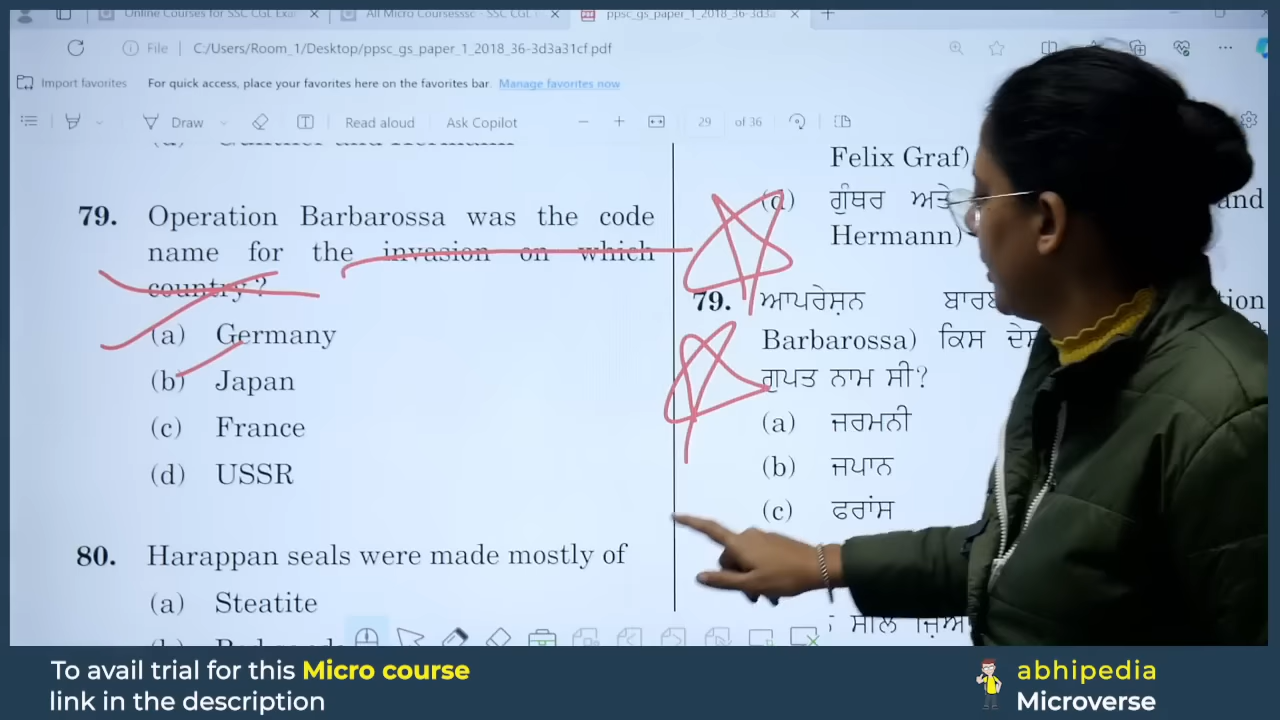 Online Courses for SSC CGL Exa
All Micro Coursesssc - SSC CGL
ppsc_gs_paper_1_2018_36-3d3a
File
C:/Users/Room_1/Desktop/ppsc_gs_paper_1_2018_36-3d3a31cf.pdf
Import favorites
For quick access, place your favorites here on the favorites bar. Manage favorites now
Draw
Read aloud
Ask Copilot
29 of 36
79. Operation Barbarossa was the code
name for the invasion on which
country ?
(a) Germany
(b) Japan
(c) France
(d) USSR
80. Harappan seals were made mostly of
(a) Steatite
Felix Graf)
(d) ਗੁੰਥਰ ਅਤੇ and
Hermann)
79. ਆਪਰੇਸ਼ਨ
Barbarossa) ਕਿਸ
ਗੁਪਤ ਨਾਮ ਸੀ?
(a) ਜਰਮਨੀ
(b) ਜਪਾਨ
(c) ਫਰਾਂਸ
To avail trial for this Micro course
link in the description
abhipedia
Microverse